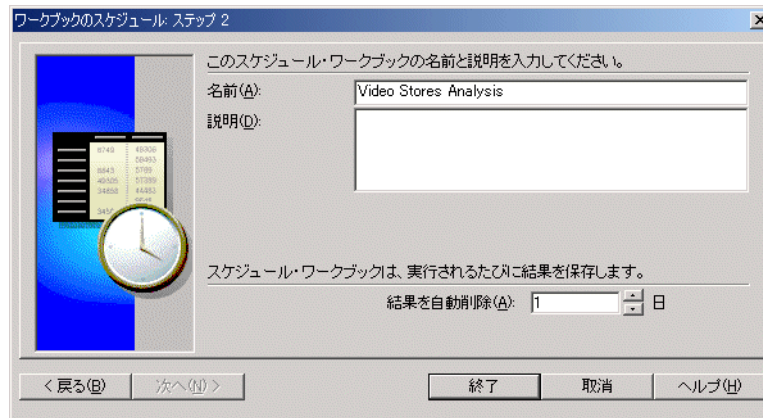 ワークブックのスケジュール: ステップ 2
このスケジュール・ワークブックの名前と説明を入力してください。
名前(A):
Video Stores Analysis
説明(D):
スケジュール・ワークブックは、実行されるたびに結果を保存します。
結果を自動削除(A): 1 日
< 戻る(B) 次へ(N) > 終了 取消 ヘルプ(H)